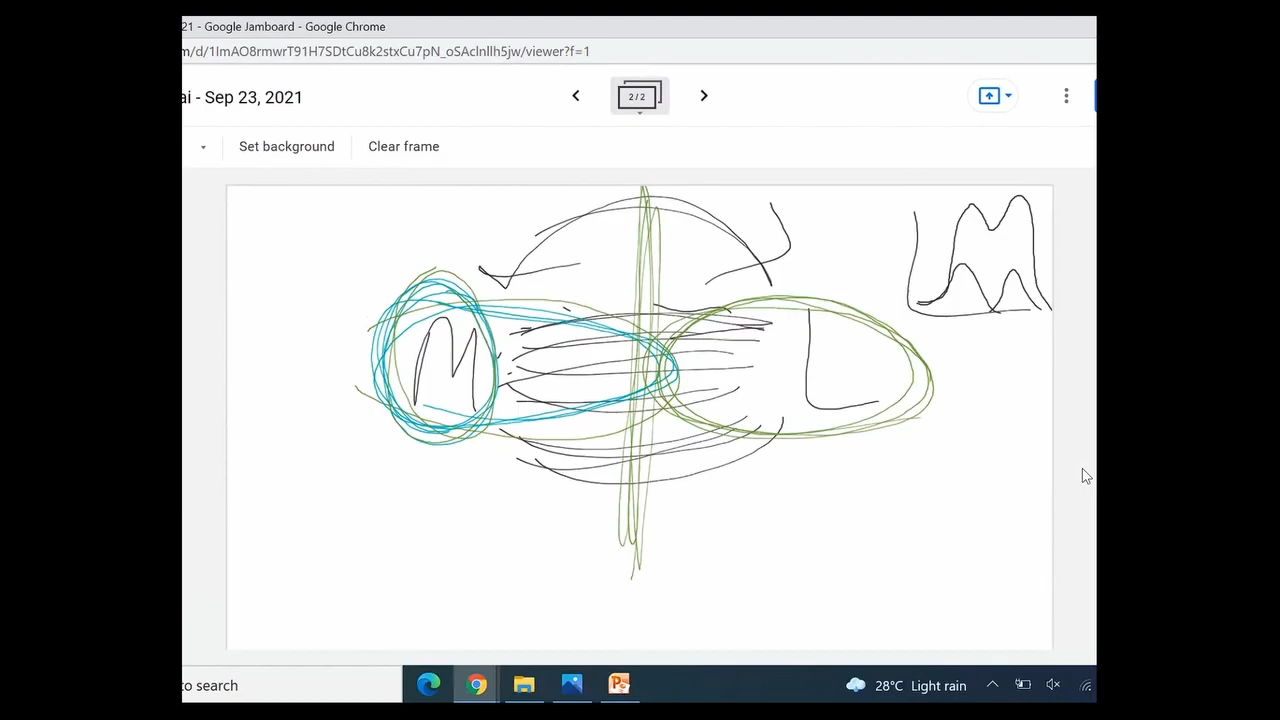 21 - Google Jamboard - Google Chrome
m/d/1ImAO8rmwrT91H7SDtCu8k2stxCu7pN_oSAclnlIh5jw/viewer?f=1
ai - Sep 23, 2021
2 / 2
Set background
Clear frame
M
M
L
to search
28°C Light rain